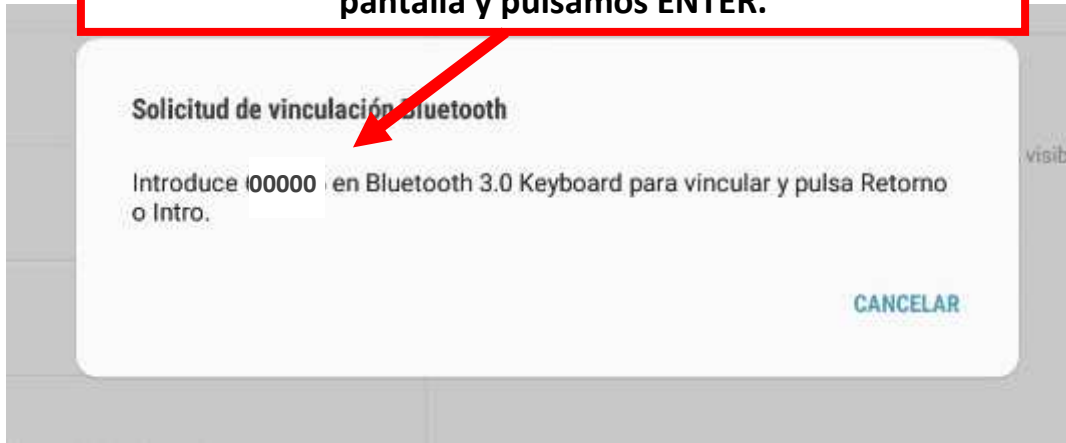 pantalla y pulsamos ENTER.
Solicitud de vinculación Bluetooth
Introduce 00000 en Bluetooth 3.0 Keyboard para vincular y pulsa Retorno
o Intro.
visib
CANCELAR